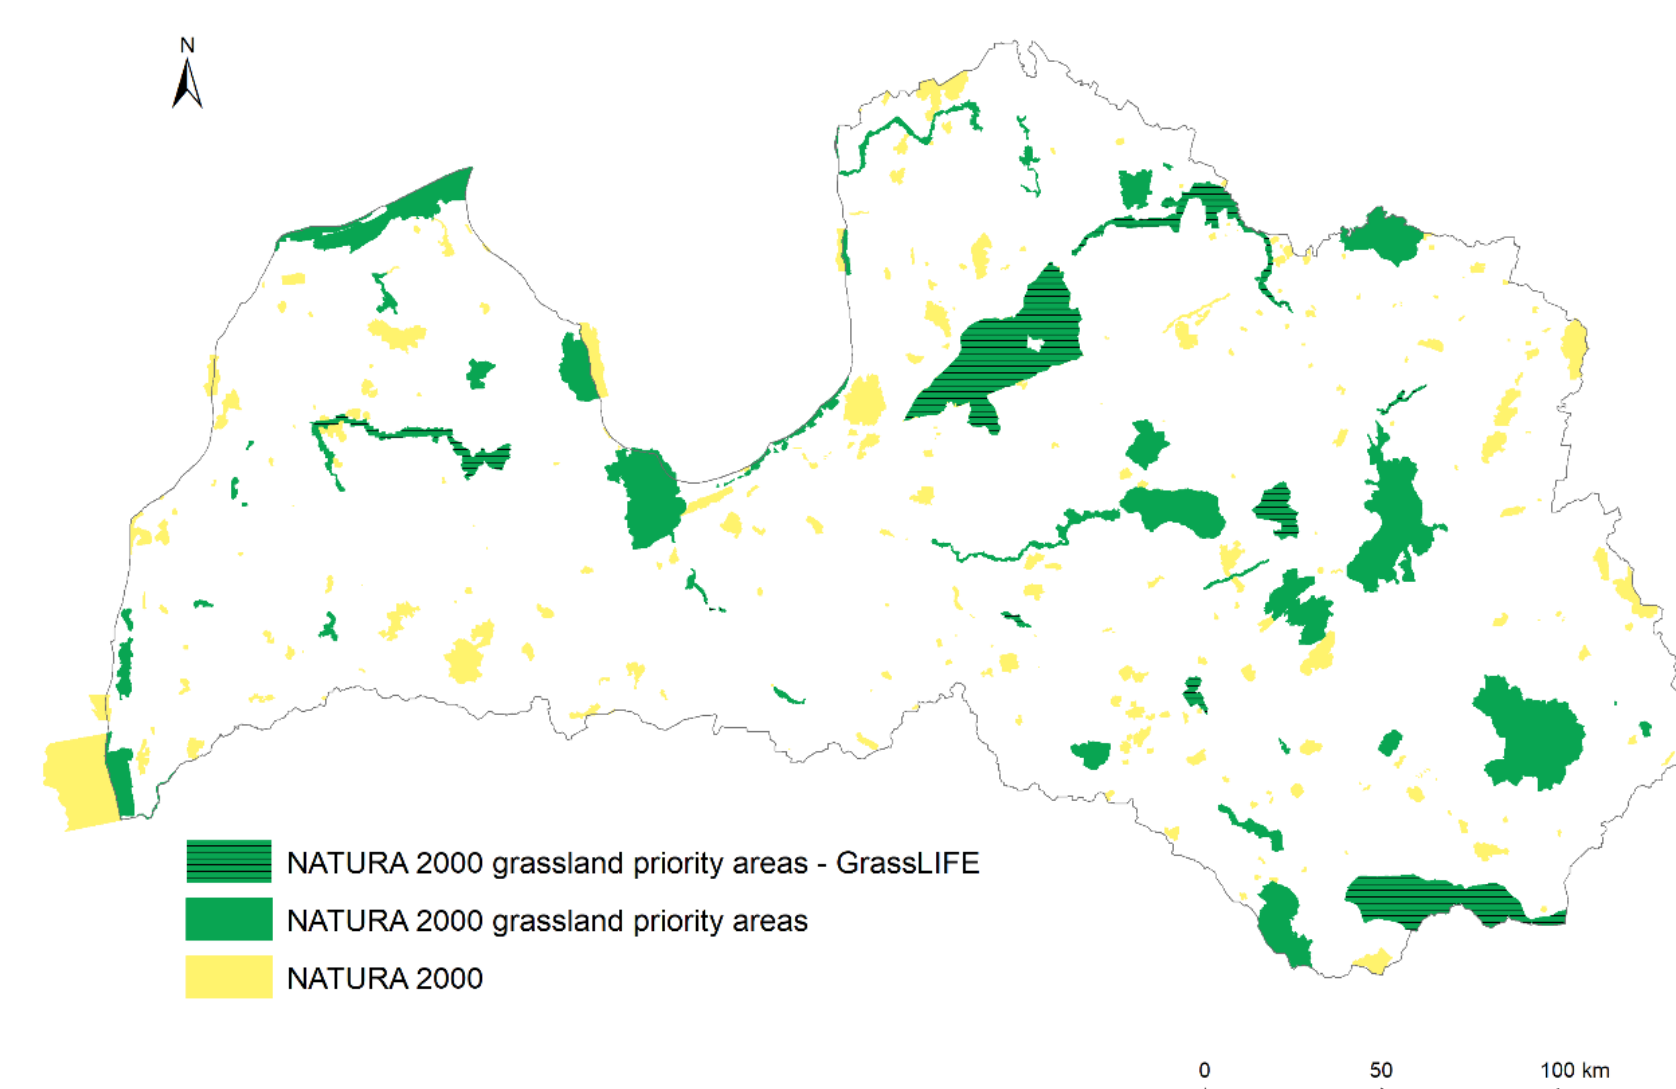 N
NATURA 2000 grassland priority areas - GrassLIFE
NATURA 2000 grassland priority areas
NATURA 2000
0 50 100 km